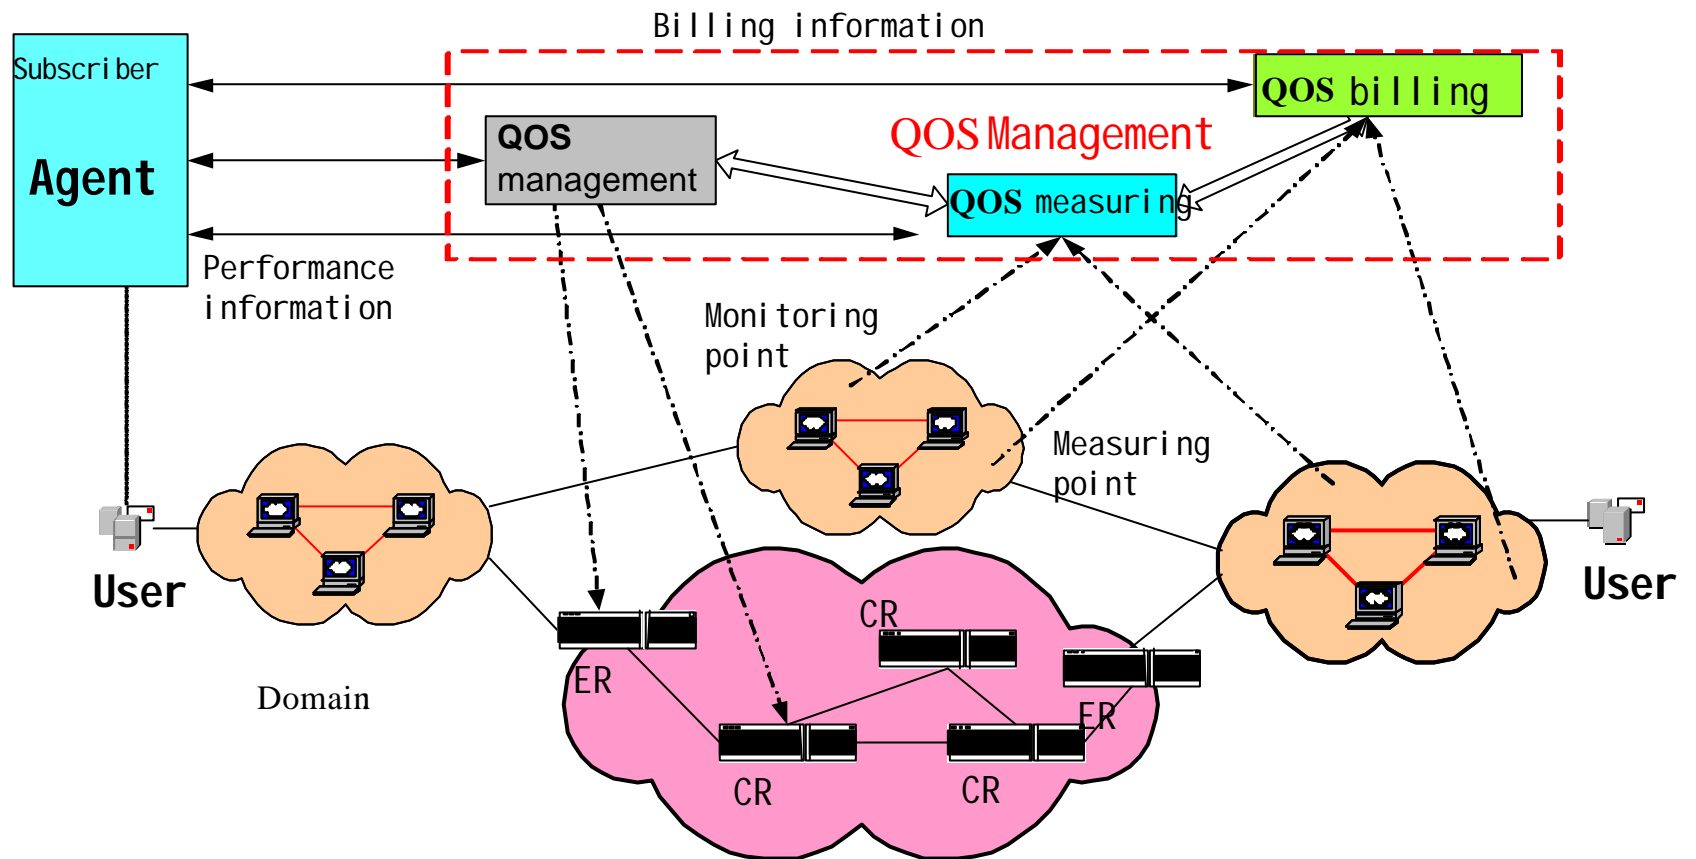 Billing information
Subscriber
Agent
QOS billing
QOS
management
QOS Management
QOS measuring
Performance
information
Monitoring
point
Measuring
point
User
User
Domain
ER
CR
ER
CR
CR